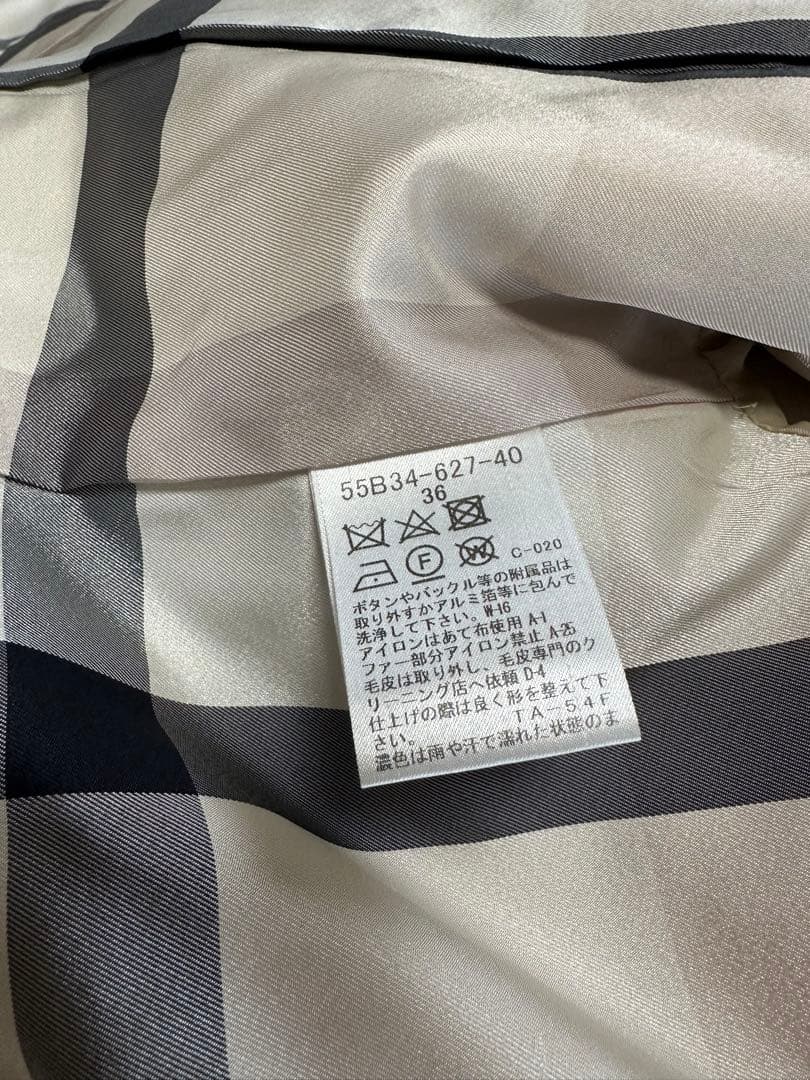 55B34-627-40
36
F W C-020
ボタンやバックル等の附属品は
取り外すかアルミ箔等に包んで
洗浄して下さい。W-16
アイロンはあて布使用 A-1
ファー部分アイロン禁止 A-25
毛皮は取り外し、毛皮専門のク
リーニング店へ依頼 D-4
仕上げの際は良く形を整えて下
さい。 TA-54F
濃色は雨や汗で濡れた状態のま